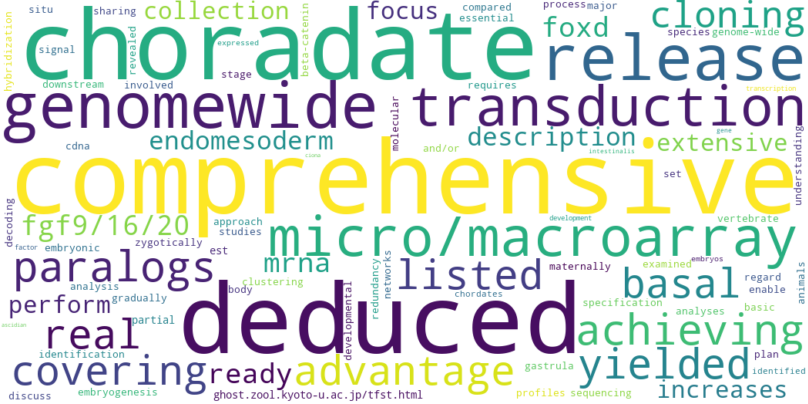 situ sharing collection focus cloning
hybridization choradate revealed expressed beta-catenin compared process major foxd species genome-wide
signal essential release
downstream involved stage requires transcription
genomewide transduction
cdna endomesoderm molecular and/or description gene extensive understanding
comprehensive ciona intestinalis set
decoding fgf9/16/20 zygotically approach studies development vertebrate
factor embryonic est micro/macroarray
paralogs clustering mrna redundancy networks listed maternally examined embryos basal regard enable animals
analysis gradually body chordates
perform partial deduced developmental specification analyses basic
ascidian real achieving
identification covering ready advantage gastrula yielded plan identified
discuss embryogenesis ghost.zool.kyoto-u.ac.jp/tfst.html profiles sequencing increases